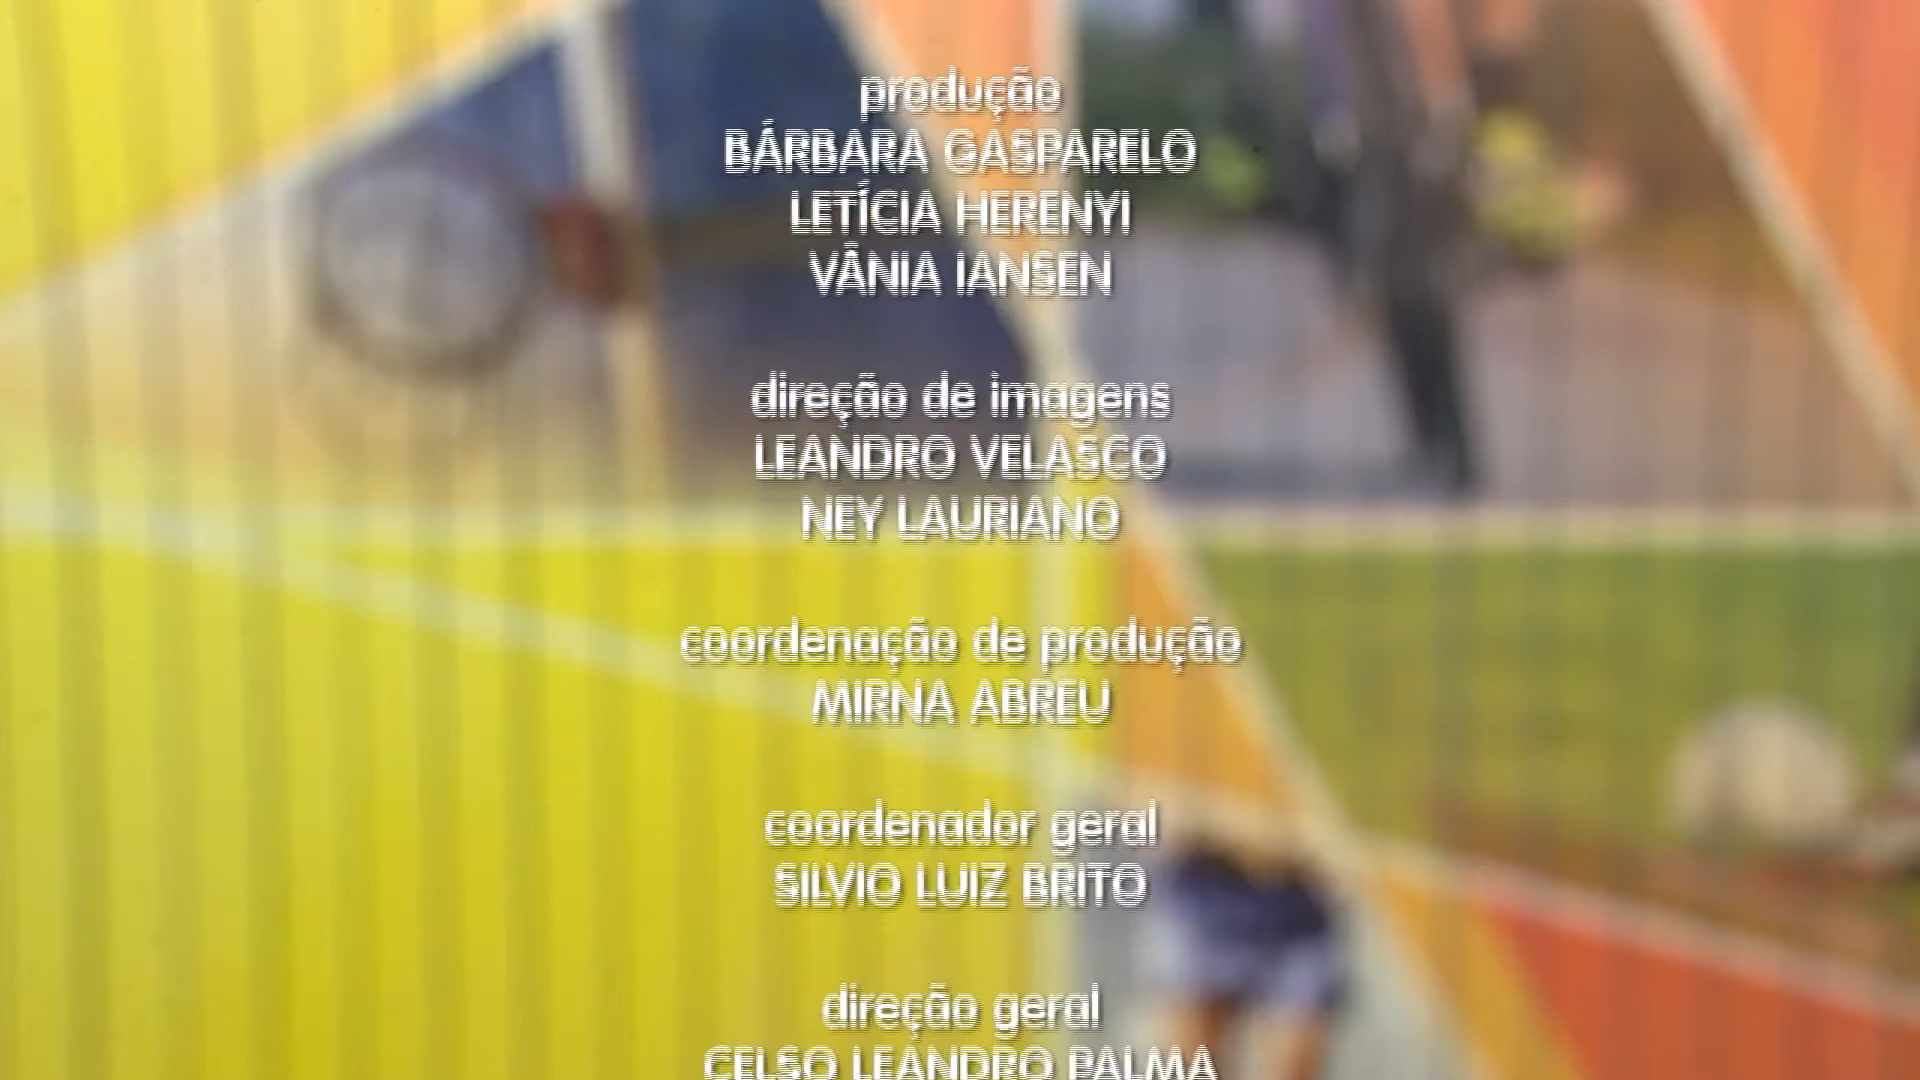 produção
BÁRBARA GASPARELO
LETÍCIA HERENYI
VÂNIA IANSEN
direção de imagens
LEANDRO VELASCO
NEY LAURIANO
coordenação de produção
MIRNA ABREU
coordenador geral
SILVIO LUIZ BRITO
direção geral
CELSO LEANDRO PALMA